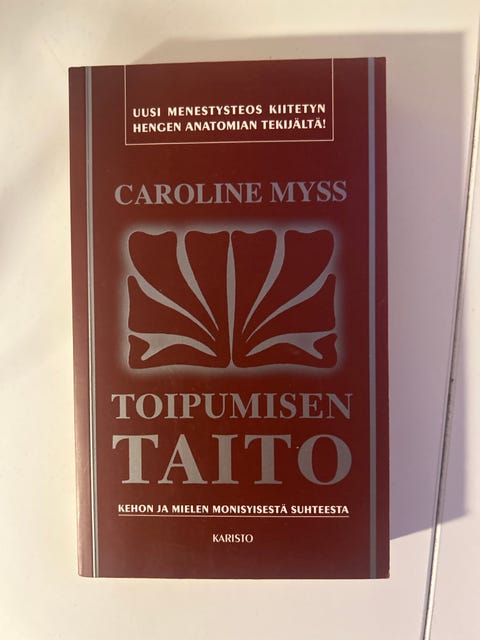 UUSI MENESTYSTEOS KIITETYN
HENGEN ANATOMIAN TEKIJÄLTÄ!
CAROLINE MYSS
TOIPUMISEN
TAITO
KEHON JA MIELEN MONISYISESTÄ SUHTEESTA
KARISTO